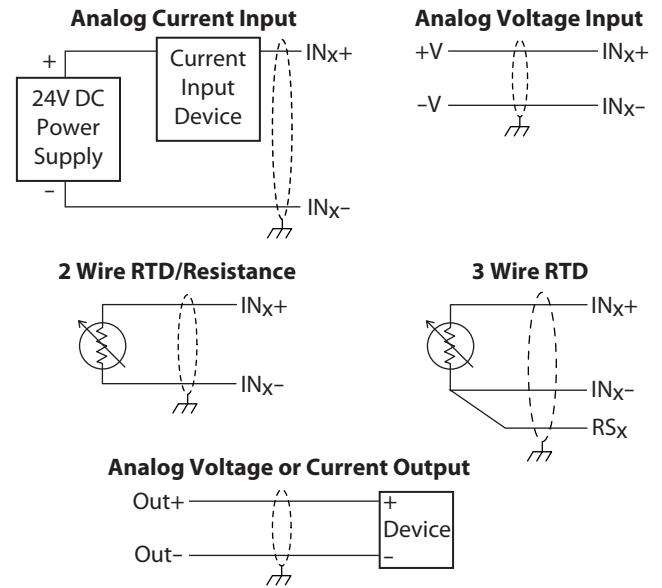 Analog Current Input
Analog Voltage Input
+
24V DC
Power
Supply
–
Current
Input
Device
INx+
INx–
+V
–V
INx+
INx–
2 Wire RTD/Resistance
3 Wire RTD
INx+
INx–
INx+
INx–
RSx
Analog Voltage or Current Output
Out+
Out–
+
Device
–